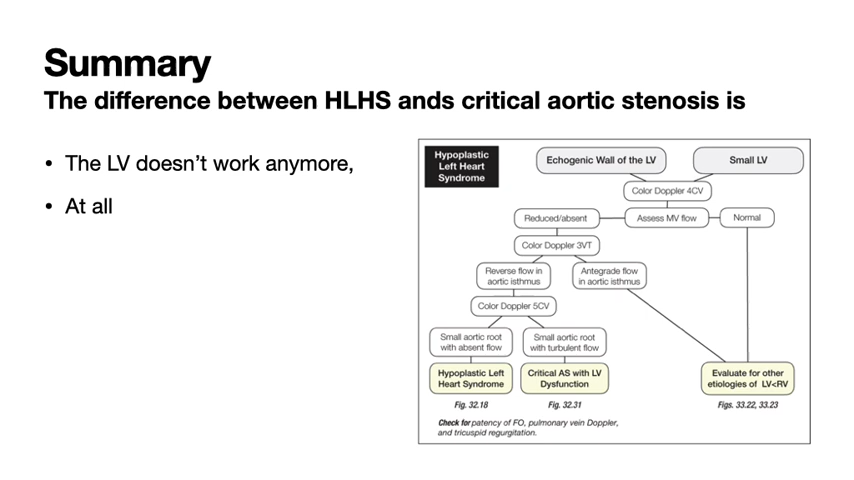 Summary
The difference between HLHS ands critical aortic stenosis is
• The LV doesn't work anymore,
• At all
Hypoplastic
Left Heart
Syndrome
Echogenic Wall of the LV
Small LV
Color Doppler 4CV
Reduced/absent
Assess MV flow
Normal
Color Doppler 3VT
Reverse flow in
aortic isthmus
Antegrade flow
in aortic isthmus
Color Doppler 5CV
Small aortic root
with absent flow
Small aortic root
with turbulent flow
Hypoplastic Left
Heart Syndrome
Critical AS with LV
Dysfunction
Evaluate for other
etiologies of LV<RV
Fig. 32.18
Fig. 32.31
Figs. 33.22, 33.23
Check for patency of FO, pulmonary vein Doppler,
and tricuspid regurgitation.